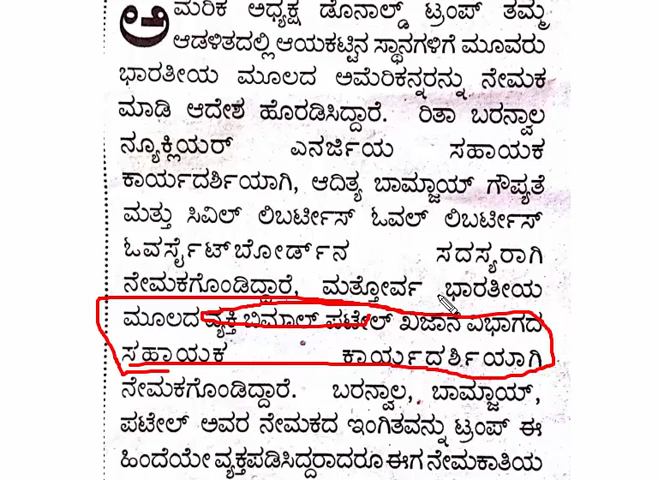 ಅಮೆರಿಕ ಅಧ್ಯಕ್ಷ ಡೊನಾಲ್ಡ್ ಟ್ರಂಪ್ ತಮ್ಮ
ಆಡಳಿತದಲ್ಲಿ ಆಯಕಟ್ಟಿನ ಸ್ಥಾನಗಳಿಗೆ ಮೂವರು
ಭಾರತೀಯ ಮೂಲದ ಅಮೆರಿಕನ್ನರನ್ನು ನೇಮಕ
ಮಾಡಿ ಆದೇಶ ಹೊರಡಿಸಿದ್ದಾರೆ. ರಿತಾ ಬರನ್ವಾಲ
ನ್ಯೂಕ್ಲಿಯರ್ ಎನರ್ಜಿಯ ಸಹಾಯಕ
ಕಾರ್ಯದರ್ಶಿಯಾಗಿ, ಆದಿತ್ಯ ಬಾಮ್ಜಾಯ್ ಗೌಪ್ಯತೆ
ಮತ್ತು ಸಿವಿಲ್ ಲಿಬರ್ಟೀಸ್ ಓವಲ್ ಲಿಬರ್ಟೀಸ್
ಓವರ್ಸೈಟ್‌ಬೋರ್ಡ್‌ನ ಸದಸ್ಯರಾಗಿ
ನೇಮಕಗೊಂಡಿದ್ದಾರೆ, ಮತ್ತೋರ್ವ ಭಾರತೀಯ
ಮೂಲದ ವ್ಯಕ್ತಿ ಬಿಮಾಲ್ ಪಟೇಲ್ ಖಜಾನೆ ವಿಭಾಗದ
ಸಹಾಯಕ ಕಾರ್ಯದರ್ಶಿಯಾಗಿ
ನೇಮಕಗೊಂಡಿದ್ದಾರೆ. ಬರನ್ವಾಲ, ಬಾಮ್ಜಾಯ್,
ಪಟೇಲ್ ಅವರ ನೇಮಕದ ಇಂಗಿತವನ್ನು ಟ್ರಂಪ್ ಈ
ಹಿಂದೆಯೇ ವ್ಯಕ್ತಪಡಿಸಿದ್ದರಾದರೂ ಈಗ ನೇಮಕಾತಿಯ